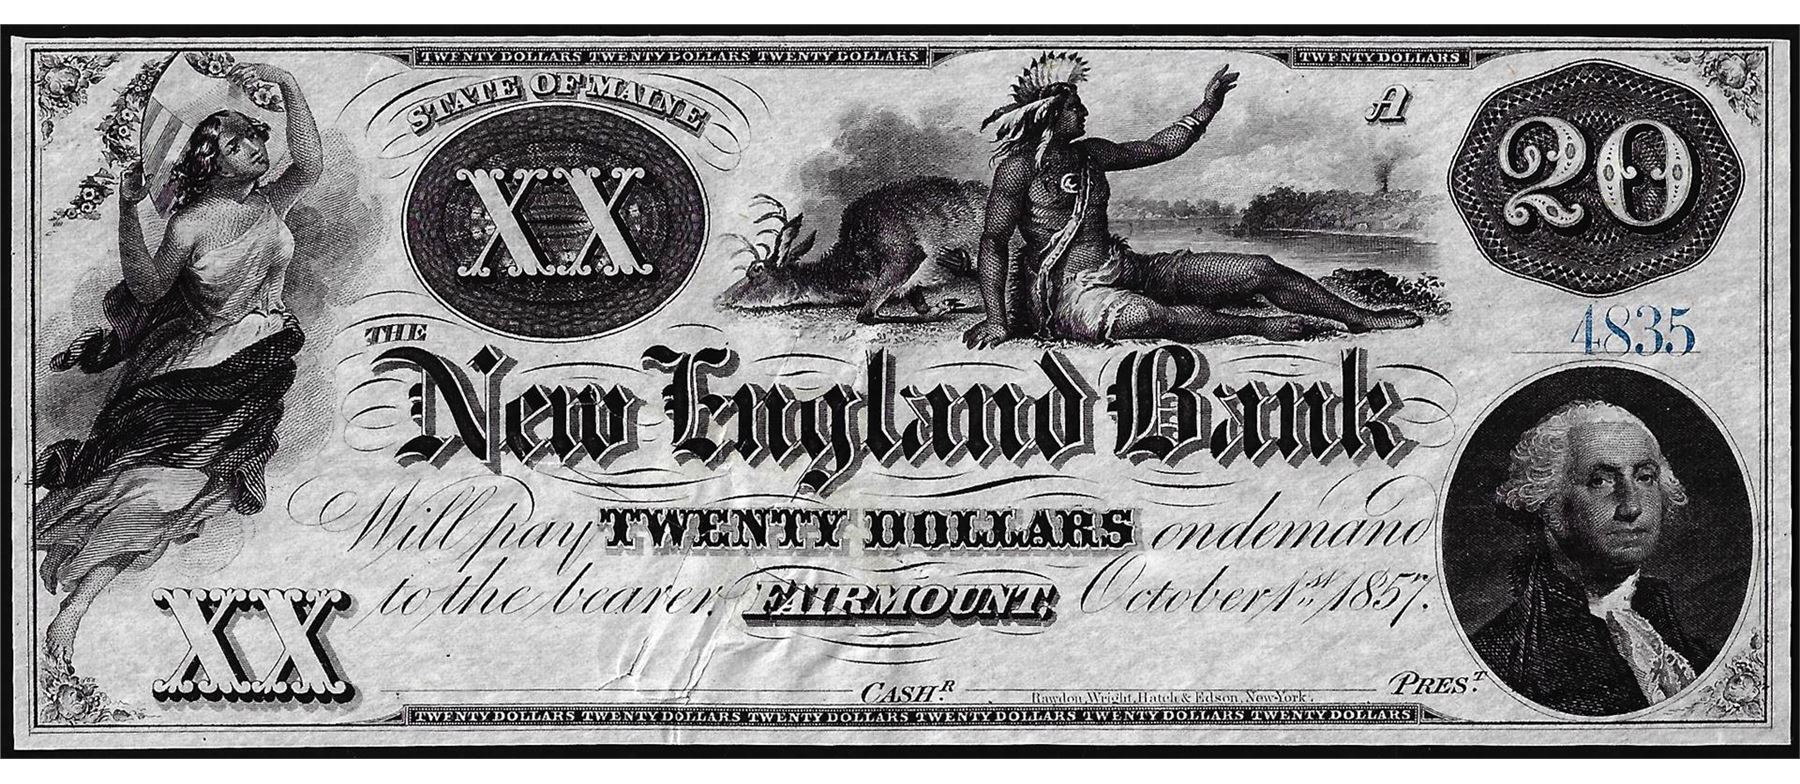 TWENTY DOLLARS TWENTY DOLLARS TWENTY DOLLARS
TWENTY DOLLARS
STATE OF MAINE
XX
A
20
4835
THE
New England Bank
Will pay TWENTY DOLLARS on demand
to the bearer. FAIRMOUNT, October 1st 1857.
XX
CASHR
Rawdon, Wright, Hatch & Edson, New-York.
PREST
TWENTY DOLLARS TWENTY DOLLARS TWENTY DOLLARS TWENTY DOLLARS TWENTY DOLLARS TWENTY DOLLARS